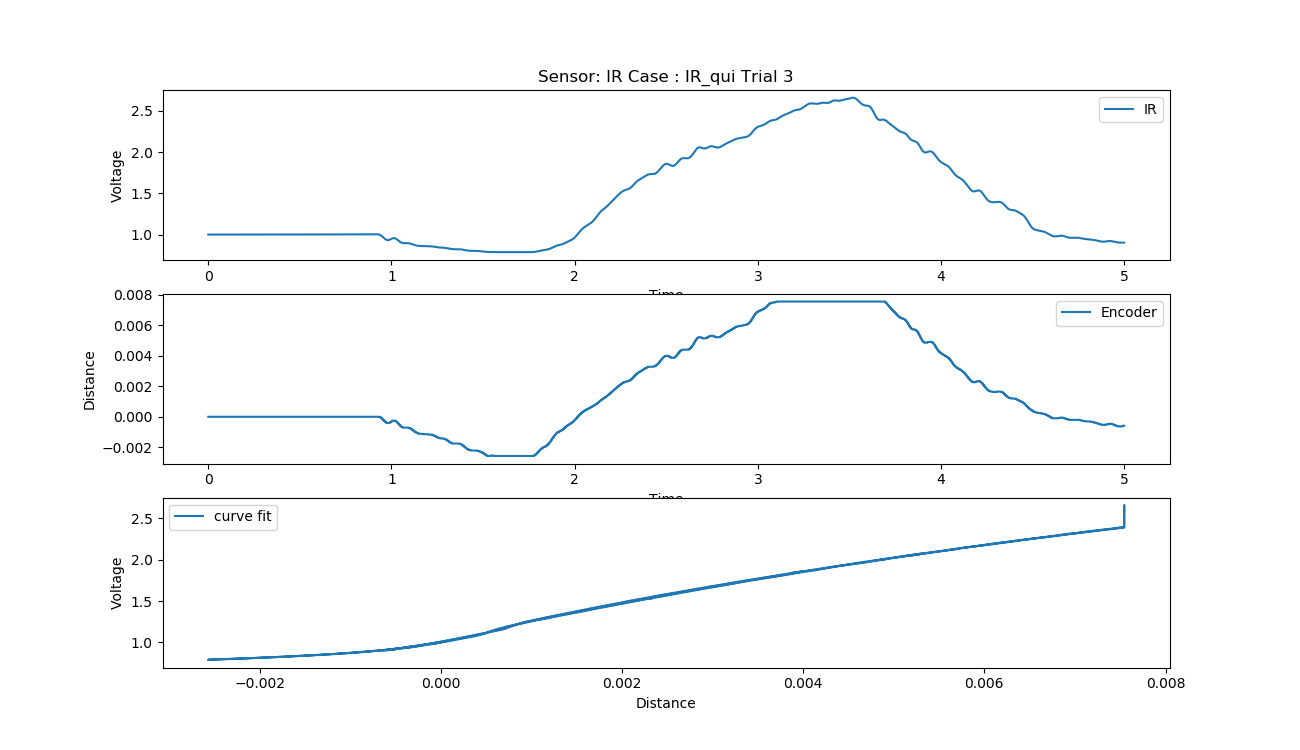 Sensor: IR Case : IR_qui Trial 3
2.5
2.0
1.5
1.0
Voltage
IR
0 1 2 3 4 5
Time
0.008
0.006
0.004
0.002
0.000
−0.002
Distance
Encoder
0 1 2 3 4 5
Time
2.5
2.0
1.5
1.0
Voltage
curve fit
−0.002 0.000 0.002 0.004 0.006 0.008
Distance